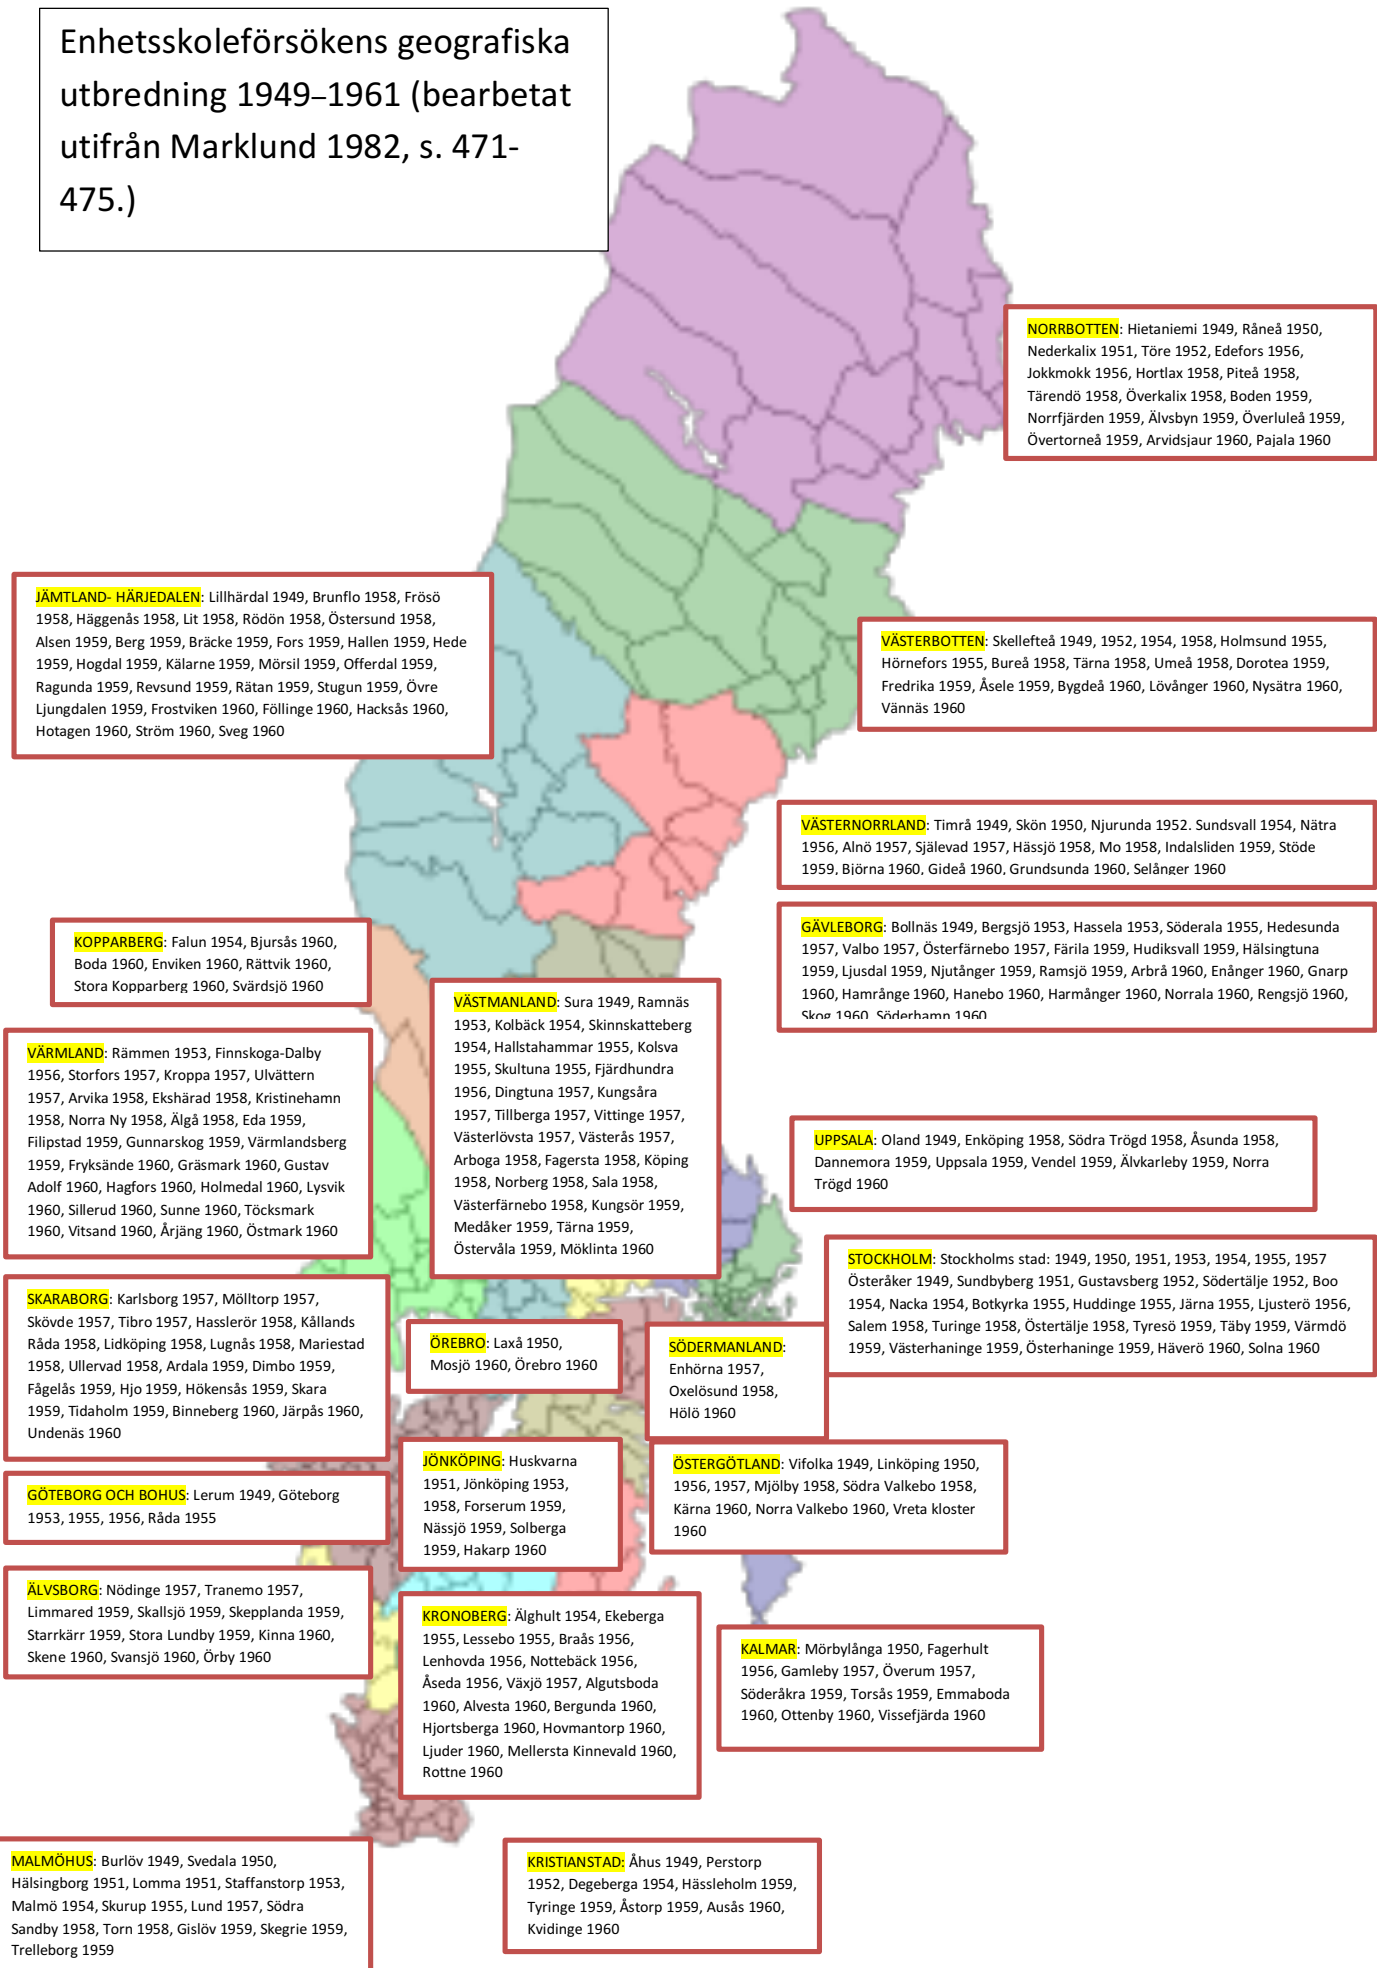 Enhetsskoleförsökens geografiska
utbredning 1949–1961 (bearbetat
utifrån Marklund 1982, s. 471-
475.)
NORRBOTTEN: Hietaniemi 1949, Råneå 1950,
Nederkalix 1951, Töre 1952, Edefors 1956,
Jokkmokk 1956, Hortlax 1958, Piteå 1958,
Tärendö 1958, Överkalix 1958, Boden 1959,
Norrfjärden 1959, Älvsbyn 1959, Överluleå 1959,
Övertorneå 1959, Arvidsjaur 1960, Pajala 1960
JÄMTLAND- HÄRJEDALEN: Lillhärdal 1949, Brunflo 1958, Frösö
1958, Häggenås 1958, Lit 1958, Rödön 1958, Östersund 1958,
Alsen 1959, Berg 1959, Bräcke 1959, Fors 1959, Hallen 1959, Hede
1959, Hogdal 1959, Kälarne 1959, Mörsil 1959, Offerdal 1959,
Ragunda 1959, Revsund 1959, Rätan 1959, Stugun 1959, Övre
Ljungdalen 1959, Frostviken 1960, Föllinge 1960, Hacksås 1960,
Hotagen 1960, Ström 1960, Sveg 1960
VÄSTERBOTTEN: Skellefteå 1949, 1952, 1954, 1958, Holmsund 1955,
Hörnefors 1955, Bureå 1958, Tärna 1958, Umeå 1958, Dorotea 1959,
Fredrika 1959, Åsele 1959, Bygdeå 1960, Lövånger 1960, Nysätra 1960,
Vännäs 1960
VÄSTERNORRLAND: Timrå 1949, Skön 1950, Njurunda 1952. Sundsvall 1954, Nätra
1956, Alnö 1957, Själevad 1957, Hässjö 1958, Mo 1958, Indalsliden 1959, Stöde
1959, Björna 1960, Gideå 1960, Grundsunda 1960, Selånger 1960
GÄVLEBORG: Bollnäs 1949, Bergsjö 1953, Hassela 1953, Söderala 1955, Hedesunda
1957, Valbo 1957, Österfärnebo 1957, Färila 1959, Hudiksvall 1959, Hälsingtuna
1959, Ljusdal 1959, Njutånger 1959, Ramsjö 1959, Arbrå 1960, Enånger 1960, Gnarp
1960, Hamrånge 1960, Hanebo 1960, Harmånger 1960, Norrala 1960, Rengsjö 1960,
Skog 1960, Söderhamn 1960
KOPPARBERG: Falun 1954, Bjursås 1960,
Boda 1960, Enviken 1960, Rättvik 1960,
Stora Kopparberg 1960, Svärdsjö 1960
VÄSTMANLAND: Sura 1949, Ramnäs
1953, Kolbäck 1954, Skinnskatteberg
1954, Hallstahammar 1955, Kolsva
1955, Skultuna 1955, Fjärdhundra
1956, Dingtuna 1957, Kungsåra
1957, Tillberga 1957, Vittinge 1957,
Västerlövsta 1957, Västerås 1957,
Arboga 1958, Fagersta 1958, Köping
1958, Norberg 1958, Sala 1958,
Västerfärnebo 1958, Kungsör 1959,
Medåker 1959, Tärna 1959,
Östervåla 1959, Möklinta 1960
VÄRMLAND: Rämmen 1953, Finnskoga-Dalby
1956, Storfors 1957, Kroppa 1957, Ulvättern
1957, Arvika 1958, Ekshärad 1958, Kristinehamn
1958, Norra Ny 1958, Älgå 1958, Eda 1959,
Filipstad 1959, Gunnarskog 1959, Värmlandsberg
1959, Fryksände 1960, Gräsmark 1960, Gustav
Adolf 1960, Hagfors 1960, Holmedal 1960, Lysvik
1960, Sillerud 1960, Sunne 1960, Töcksmark
1960, Vitsand 1960, Årjäng 1960, Östmark 1960
UPPSALA: Oland 1949, Enköping 1958, Södra Trögd 1958, Åsunda 1958,
Dannemora 1959, Uppsala 1959, Vendel 1959, Älvkarleby 1959, Norra
Trögd 1960
STOCKHOLM: Stockholms stad: 1949, 1950, 1951, 1953, 1954, 1955, 1957
Österåker 1949, Sundbyberg 1951, Gustavsberg 1952, Södertälje 1952, Boo
1954, Nacka 1954, Botkyrka 1955, Huddinge 1955, Järna 1955, Ljusterö 1956,
Salem 1958, Turinge 1958, Östertälje 1958, Tyresö 1959, Täby 1959, Värmdö
1959, Västerhaninge 1959, Österhaninge 1959, Häverö 1960, Solna 1960
SKARABORG: Karlsborg 1957, Mölltorp 1957,
Skövde 1957, Tibro 1957, Hasslerör 1958, Kållands
Råda 1958, Lidköping 1958, Lugnås 1958, Mariestad
1958, Ullervad 1958, Ardala 1959, Dimbo 1959,
Fågelås 1959, Hjo 1959, Hökensås 1959, Skara
1959, Tidaholm 1959, Binneberg 1960, Järpås 1960,
Undenäs 1960
ÖREBRO: Laxå 1950,
Mosjö 1960, Örebro 1960
SÖDERMANLAND:
Enhörna 1957,
Oxelösund 1958,
Hölö 1960
JÖNKÖPING: Huskvarna
1951, Jönköping 1953,
1958, Forserum 1959,
Nässjö 1959, Solberga
1959, Hakarp 1960
ÖSTERGÖTLAND: Vifolka 1949, Linköping 1950,
1956, 1957, Mjölby 1958, Södra Valkebo 1958,
Kärna 1960, Norra Valkebo 1960, Vreta kloster
1960
GÖTEBORG OCH BOHUS: Lerum 1949, Göteborg
1953, 1955, 1956, Råda 1955
ÄLVSBORG: Nödinge 1957, Tranemo 1957,
Limmared 1959, Skallsjö 1959, Skepplanda 1959,
Starrkärr 1959, Stora Lundby 1959, Kinna 1960,
Skene 1960, Svansjö 1960, Örby 1960
KRONOBERG: Älghult 1954, Ekeberga
1955, Lessebo 1955, Braås 1956,
Lenhovda 1956, Nottebäck 1956,
Åseda 1956, Växjö 1957, Algutsboda
1960, Alvesta 1960, Bergunda 1960,
Hjortsberga 1960, Hovmantorp 1960,
Ljuder 1960, Mellersta Kinnevald 1960,
Rottne 1960
KALMAR: Mörbylånga 1950, Fagerhult
1956, Gamleby 1957, Överum 1957,
Söderåkra 1959, Torsås 1959, Emmaboda
1960, Ottenby 1960, Vissefjärda 1960
MALMÖHUS: Burlöv 1949, Svedala 1950,
Hälsingborg 1951, Lomma 1951, Staffanstorp 1953,
Malmö 1954, Skurup 1955, Lund 1957, Södra
Sandby 1958, Torn 1958, Gislöv 1959, Skegrie 1959,
Trelleborg 1959
KRISTIANSTAD: Åhus 1949, Perstorp
1952, Degeberga 1954, Hässleholm 1959,
Tyringe 1959, Åstorp 1959, Ausås 1960,
Kvidinge 1960